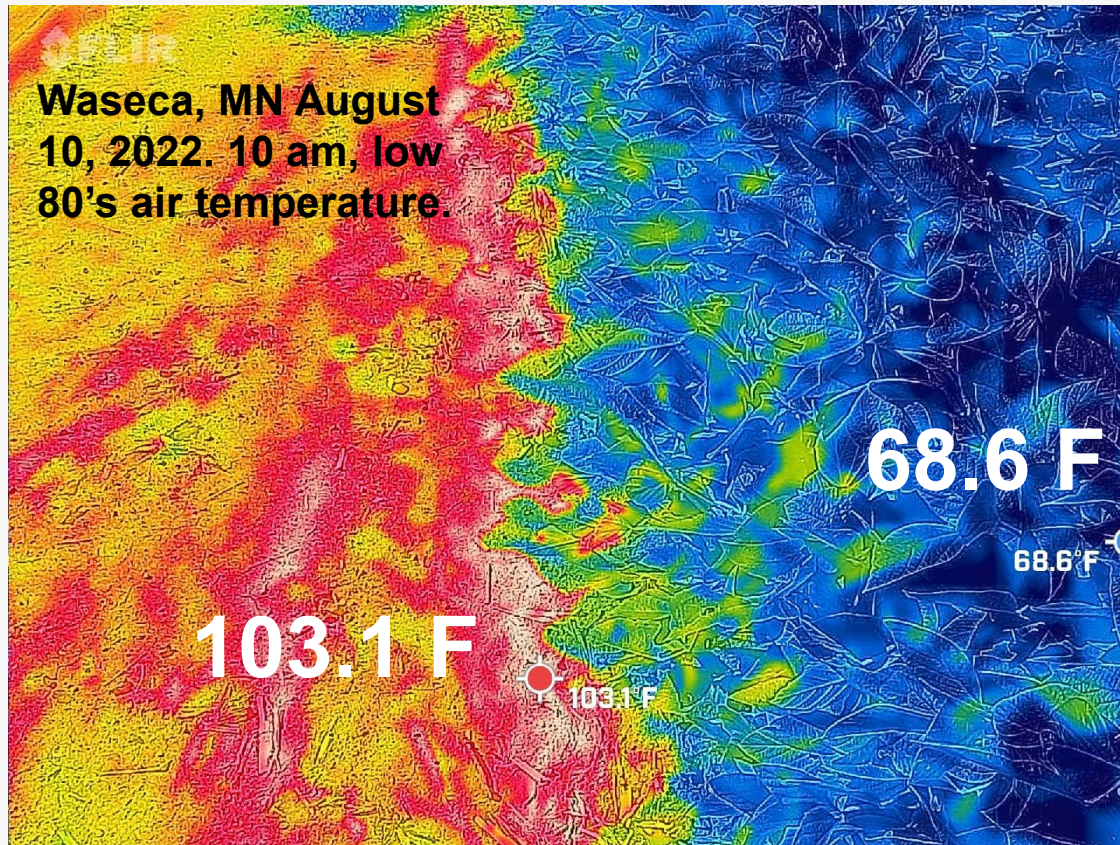 FLIR
Waseca, MN August
10, 2022. 10 am, low
80's air temperature.
68.6 F
68.6°F
103.1 F
103.1°F